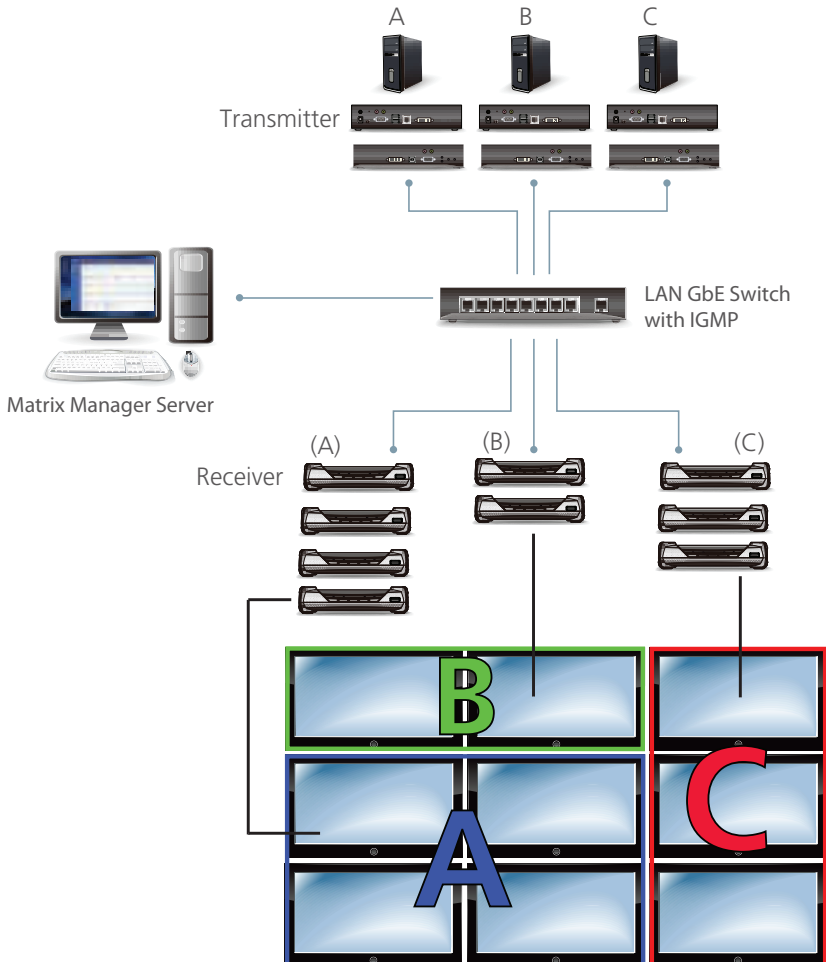 A B C
Transmitter
LAN GbE Switch
with IGMP
Matrix Manager Server
(A) (B) (C)
Receiver
B
C
A